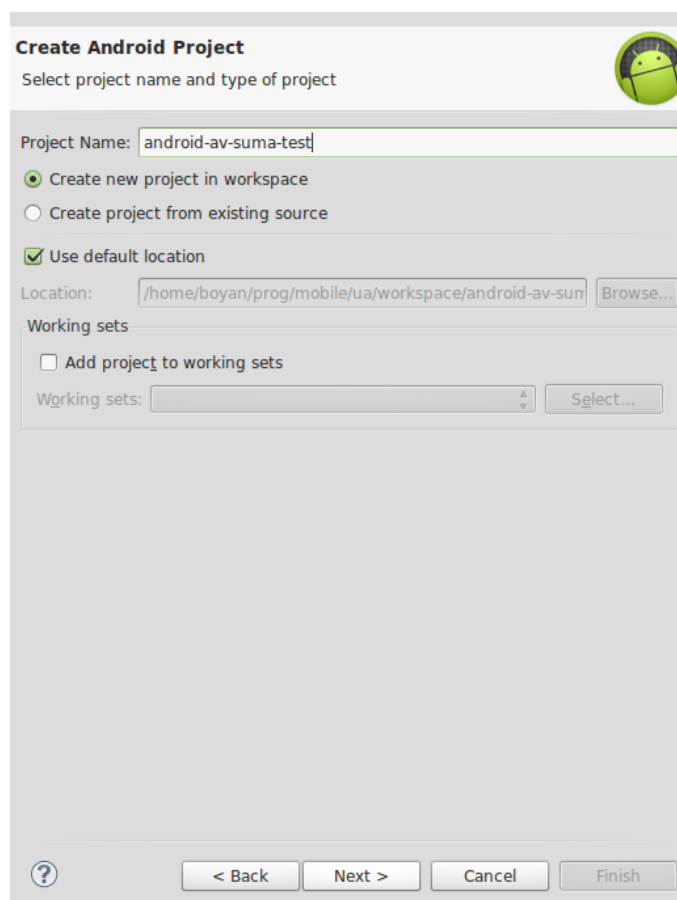 Create Android Project
Select project name and type of project
Project Name: android-av-suma-test
Create new project in workspace
Create project from existing source
Use default location
Location: /home/boyan/prog/mobile/ua/workspace/android-av-sum Browse...
Working sets
Add project to working sets
Working sets: Select...
? < Back Next > Cancel Finish